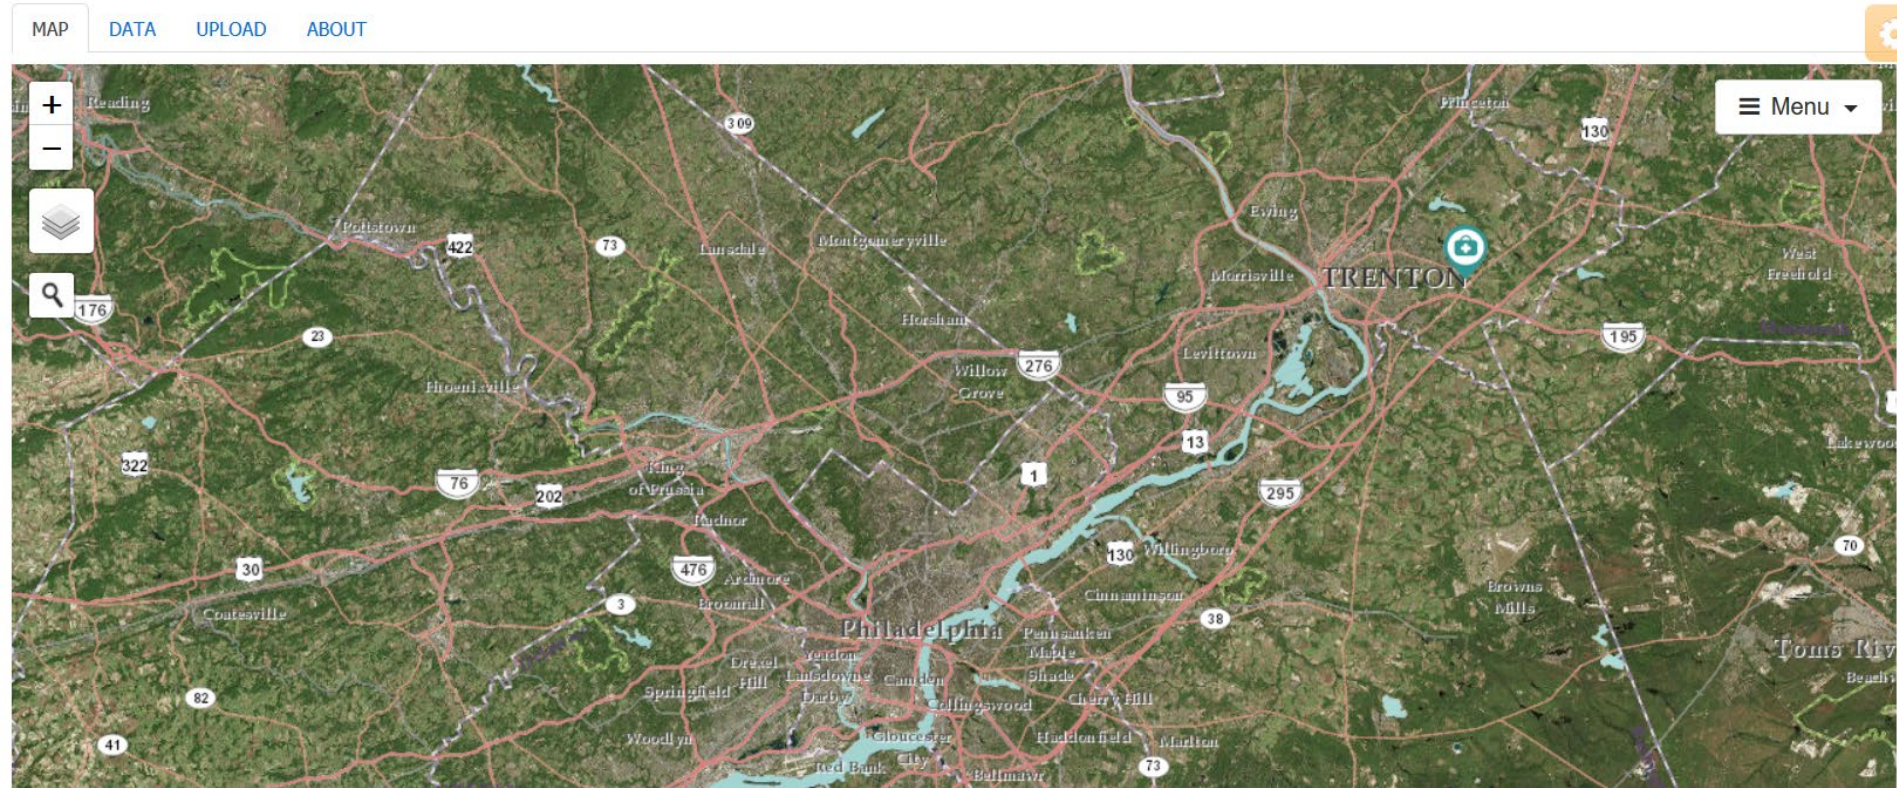 MAP DATA UPLOAD ABOUT
+
Menu
Reading
309
Princeton
130
−
Ewing
Pottstown
422
73
Lansdale
Montgomeryville
West
Freehold
Morrisville
TRENTON
176
Horsham
23
195
Levittown
Willow
Grove
276
Phoenixville
95
13
322
King
of Prussia
76
202
1
295
Radnor
130
Willingboro
70
30
476
Ardmore
Browns
Mills
Coatesville
3
Broomall
Cinnaminson
38
Philadelphia
Pennsauken
Maple
Shade
Toms Riv
Drexel
Hill
Yeadon
Lansdowne
Darby
Camden
Springfield
Collingswood
Cherry Hill
82
41
Woodlyn
Gloucester
City
Haddonfield
Marlton
Red Bank
Bellmawr
73